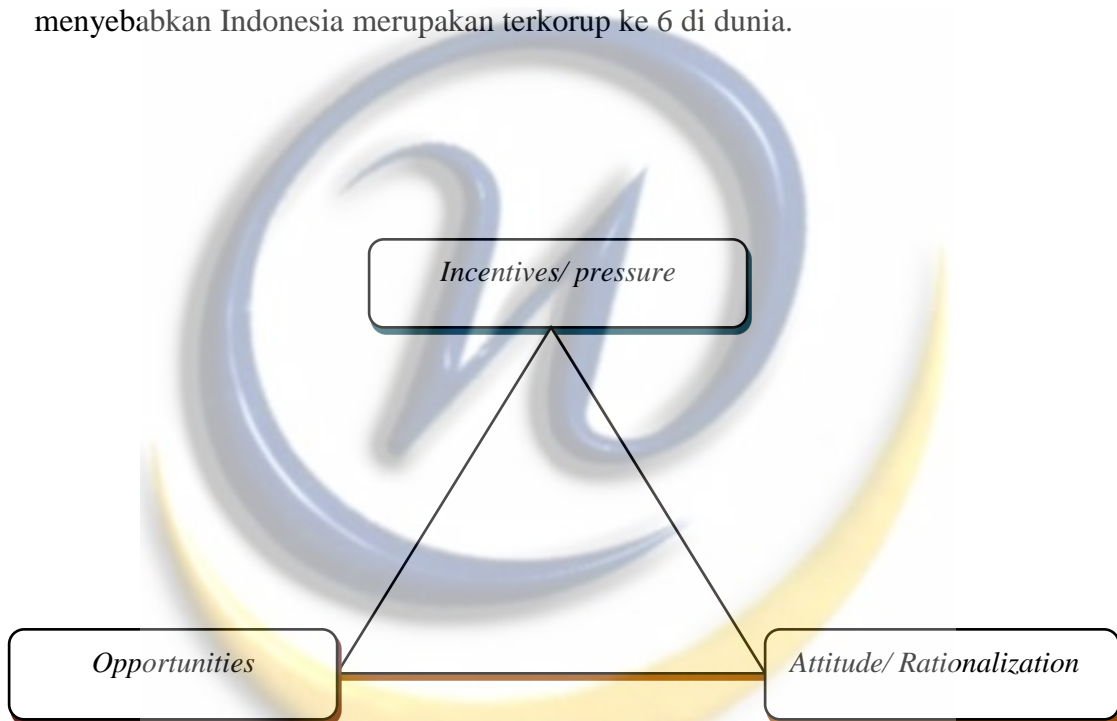 menyebabkan Indonesia merupakan terkorup ke 6 di dunia.
Incentives/ pressure
Opportunities
Attitude/ Rationalization